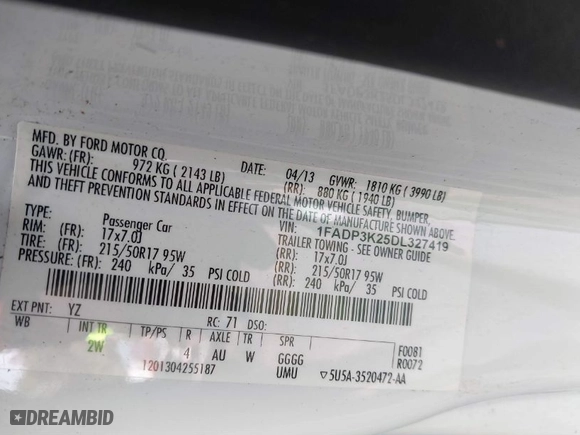 MFD. BY FORD MOTOR CO.
DATE: 04/13 GVWR: 1810 KG ( 3990 LB)
GAWR: (FR): 972 KG ( 2143 LB) (RR): 880 KG ( 1940 LB)
THIS VEHICLE CONFORMS TO ALL APPLICABLE FEDERAL MOTOR VEHICLE SAFETY, BUMPER,
AND THEFT PREVENTION STANDARDS IN EFFECT ON THE DATE OF MANUFACTURE SHOWN ABOVE.
VIN: 1FADP3K25DL327419
TYPE: Passenger Car TRAILER TOWING - SEE OWNER GUIDE
RIM: (FR): 17x7.0J (RR): 17x7.0J
TIRE: (FR): 215/50R17 95W (RR): 215/50R17 95W
PRESSURE: (FR): 240 kPa/ 35 PSI COLD (RR): 240 kPa/ 35 PSI COLD
EXT PNT: YZ RC: 71 DSO:
WB INT TR TP/PS R AXLE TR SPR F0081
2W 4 AU W GGGG R0072
UMU
1201304255187 ▽5U5A-3520472-AA
DREAMBID